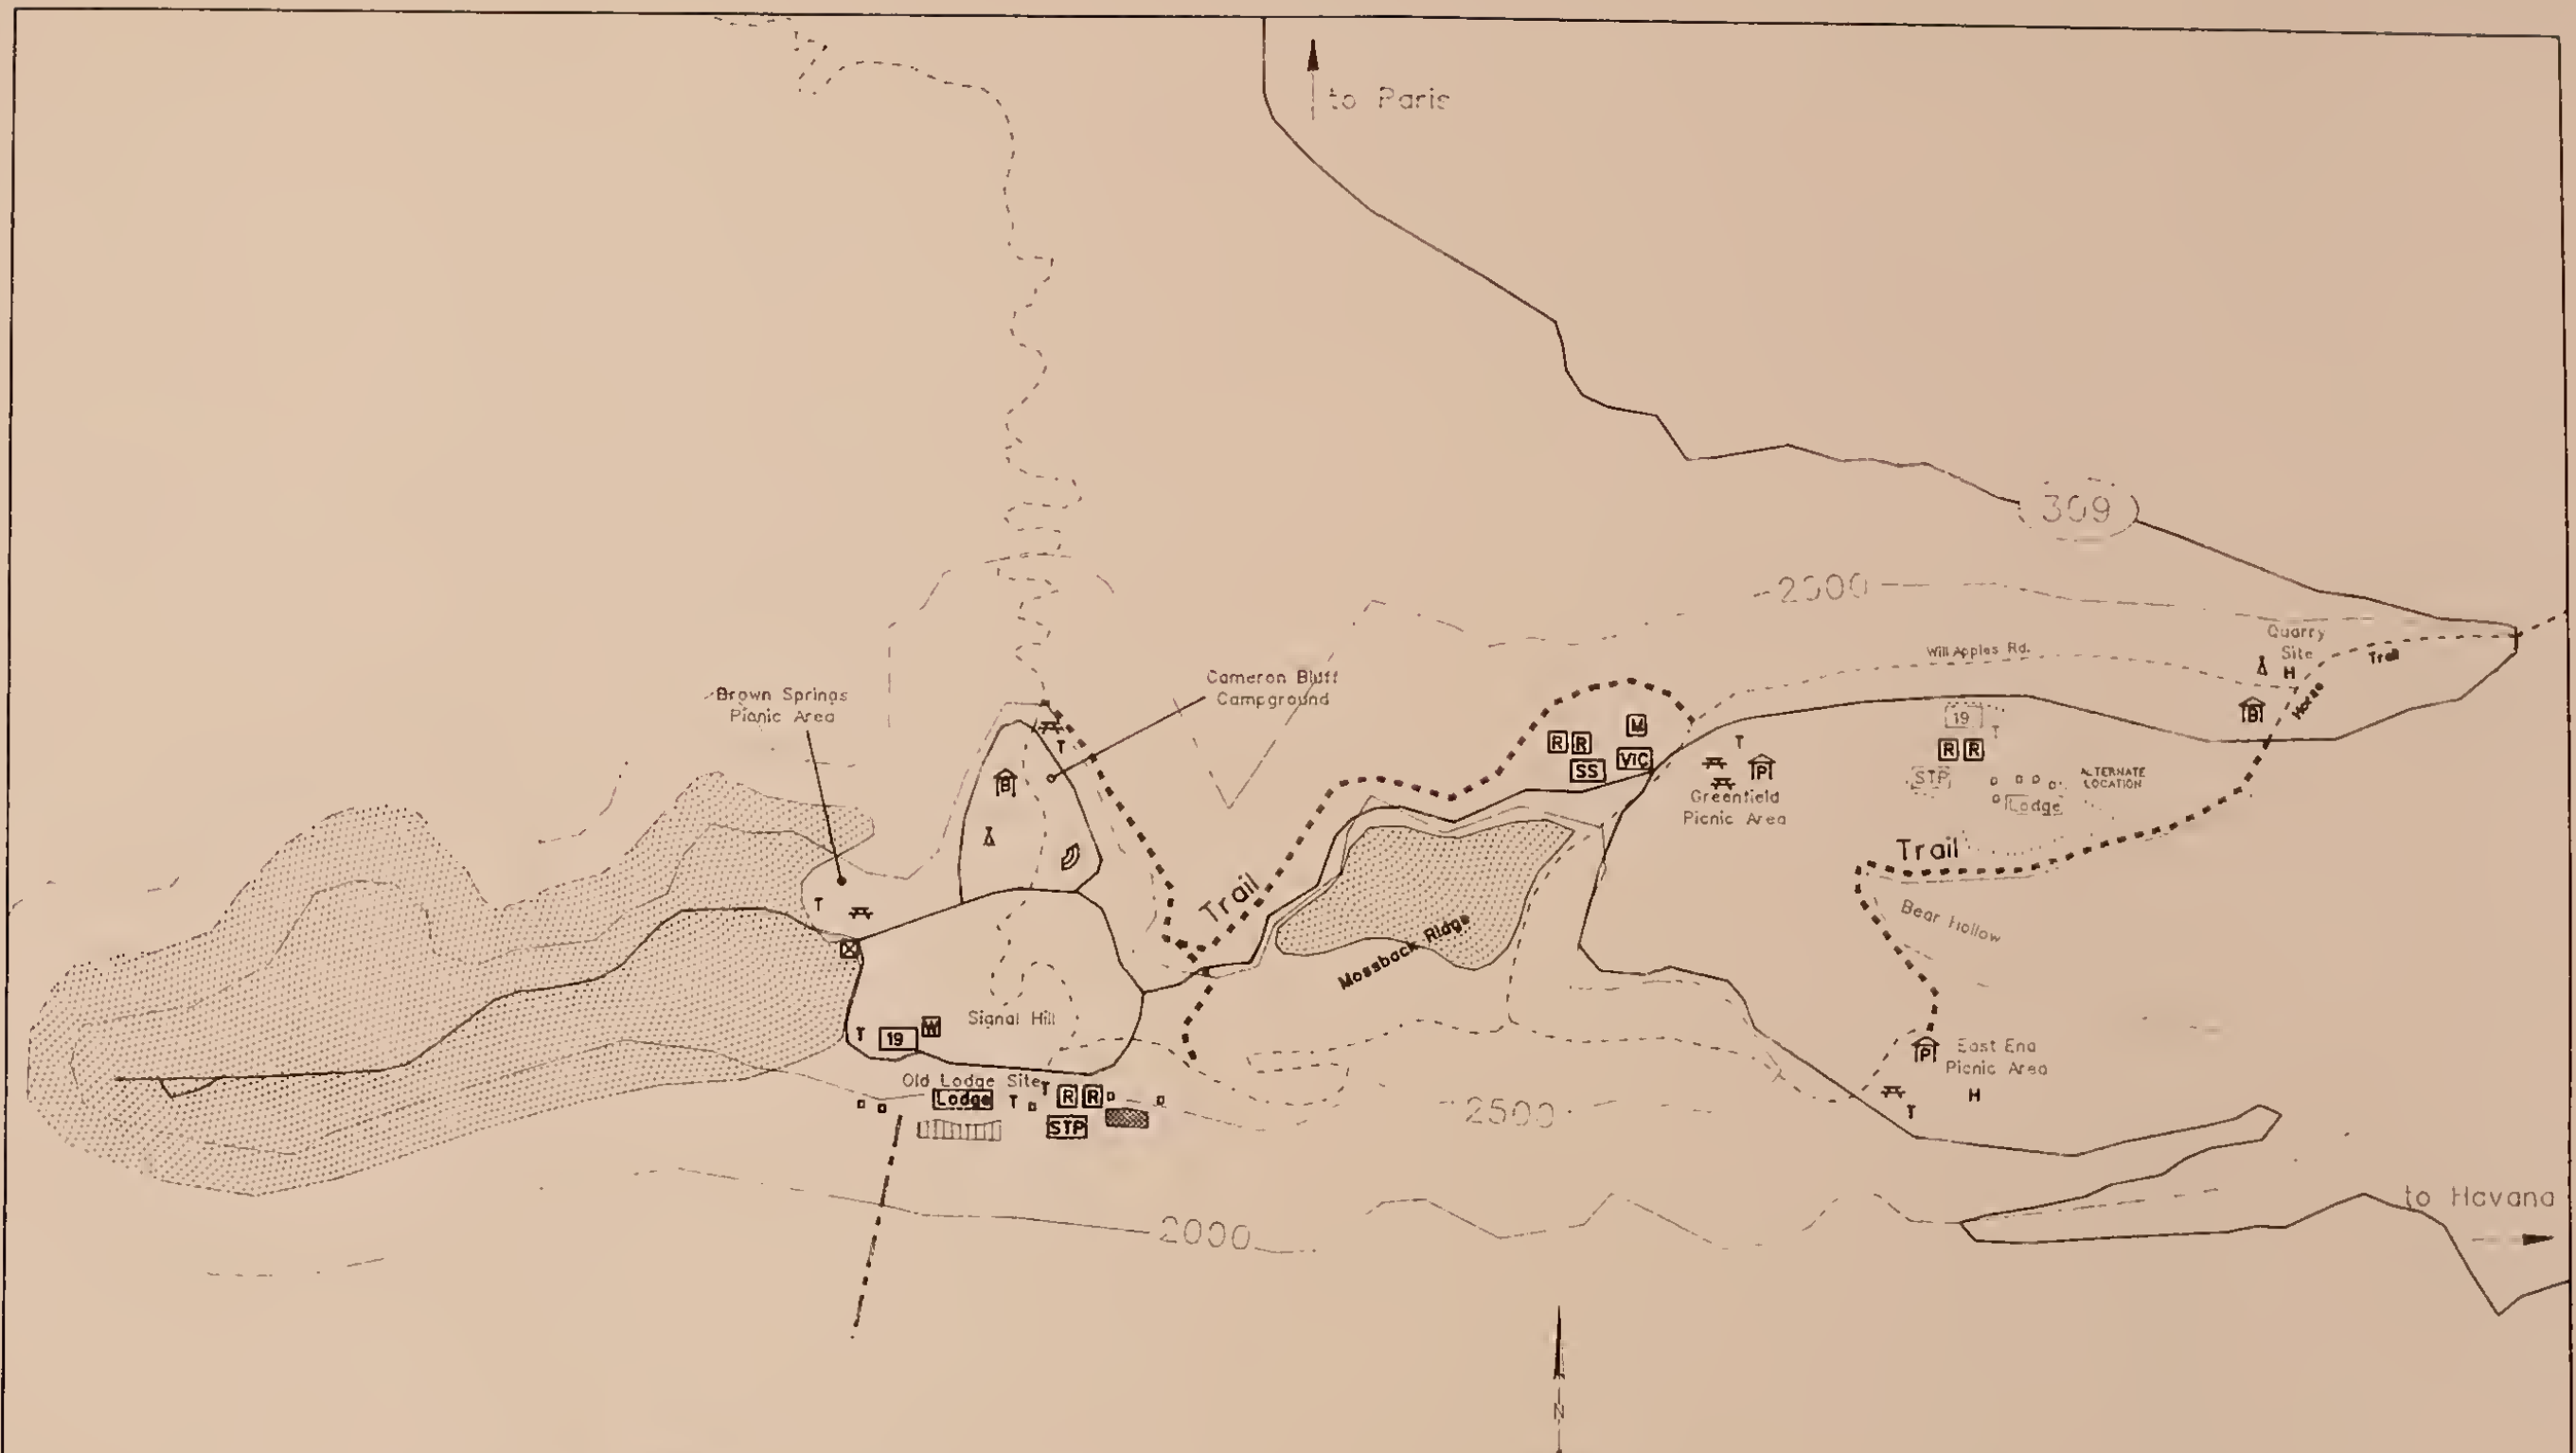 to Paris
309
2000
Quarry
Site
H
Trail
Will Apples Rd.
Horse
B
Cameron Bluff
Campground
Brown Springs
Picnic Area
T
B
M
R R
VIC
SS
T
P
Greenfield
Picnic Area
19
T
R R
STP
ALTERNATE
LOCATION
Lodge
Trail
Trail
T
Bear Hollow
Mossback Ridge
Signal Hill
T
19
W
East End
Picnic Area
P
H
T
Old Lodge Site
T
Lodge
T
R R
STP
2500
2000
to Havana
N